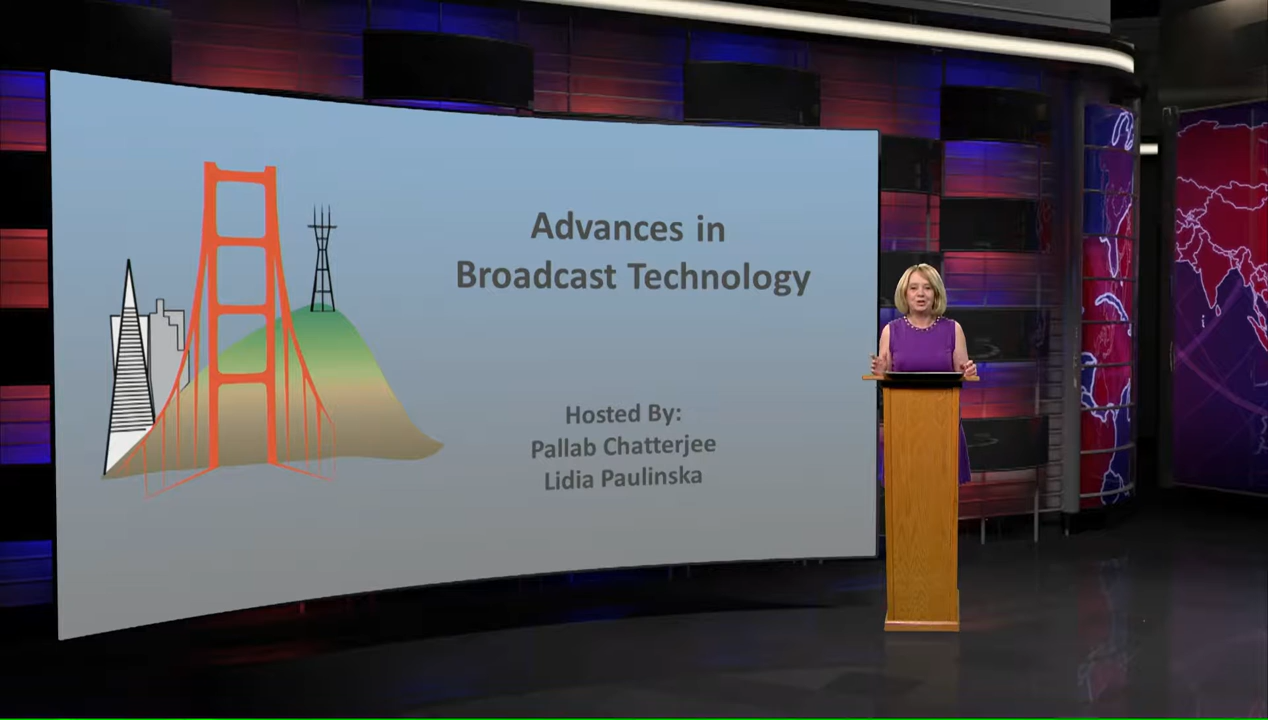 Advances in
Broadcast Technology
Hosted By:
Pallab Chatterjee
Lidia Paulinska